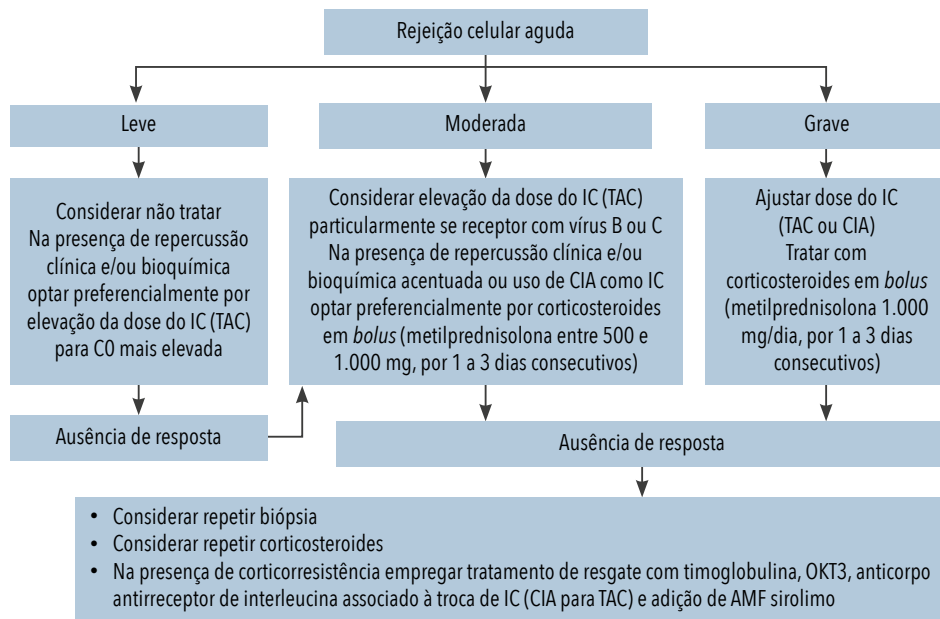 Rejeição celular aguda
Leve
Moderada
Grave
Considerar não tratar
Na presença de repercussão
clínica e/ou bioquímica
optar preferencialmente por
elevação da dose do IC (TAC)
para C0 mais elevada
Considerar elevação da dose do IC (TAC)
particularmente se receptor com vírus B ou C
Na presença de repercussão clínica e/ou
bioquímica acentuada ou uso de CIA como IC
optar preferencialmente por corticosteroides
em bolus (metilprednisolona entre 500 e
1.000 mg, por 1 a 3 dias consecutivos)
Ajustar dose do IC
(TAC ou CIA)
Tratar com
corticosteroides em bolus
(metilprednisolona 1.000
mg/dia, por 1 a 3 dias
consecutivos)
Ausência de resposta
Ausência de resposta
• Considerar repetir biópsia
• Considerar repetir corticosteroides
• Na presença de corticorresistência empregar tratamento de resgate com timoglobulina, OKT3, anticorpo
antirreceptor de interleucina associado à troca de IC (CIA para TAC) e adição de AMF sirolimo